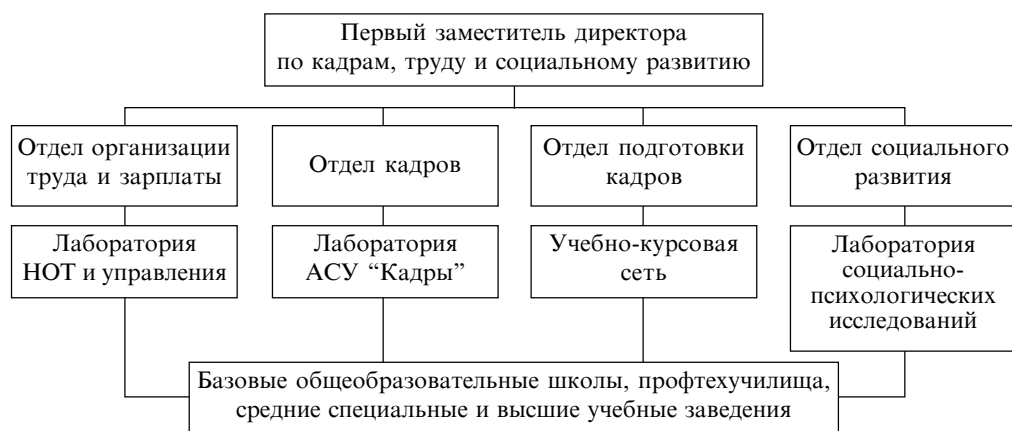 Первый заместитель директора
по кадрам, труду и социальному развитию
Отдел организации
труда и зарплаты
Отдел кадров
Отдел подготовки
кадров
Отдел социального
развития
Лаборатория
НОТ и управления
Лаборатория
АСУ “Кадры”
Учебно-курсовая
сеть
Лаборатория
социально-
психологических
исследований
Базовые общеобразовательные школы, профтехучилища,
средние специальные и высшие учебные заведения